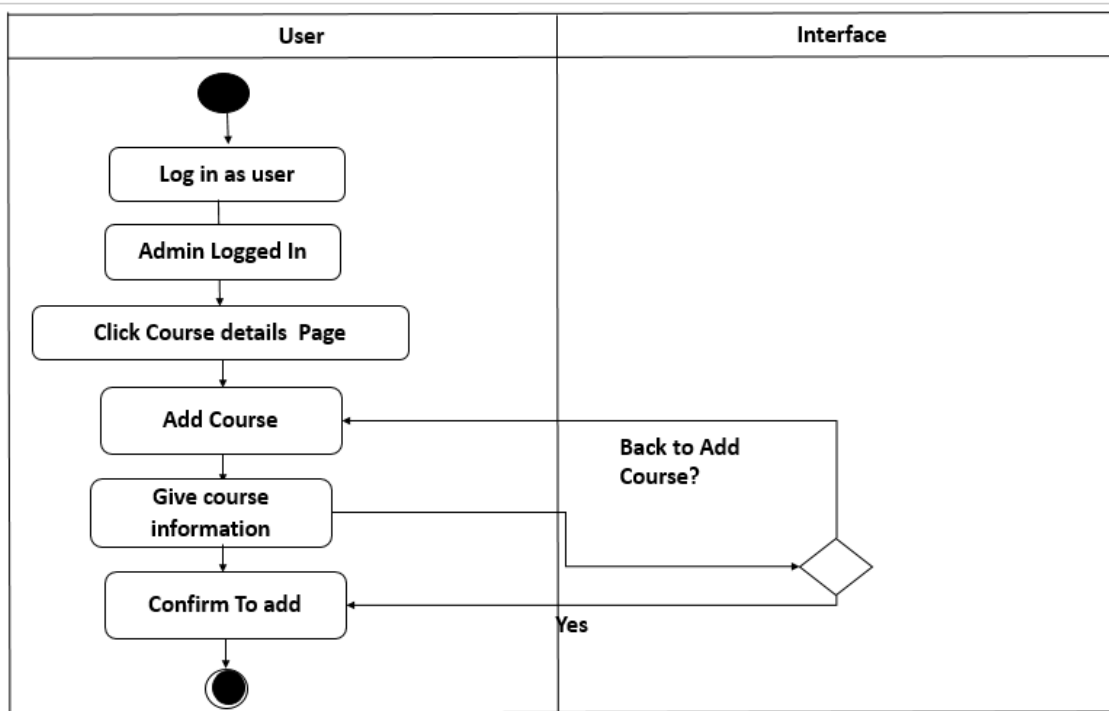 User
Interface
Log in as user
Admin Logged In
Click Course details  Page
Add Course
Back to Add
Course?
Give course
information
Confirm To add
Yes